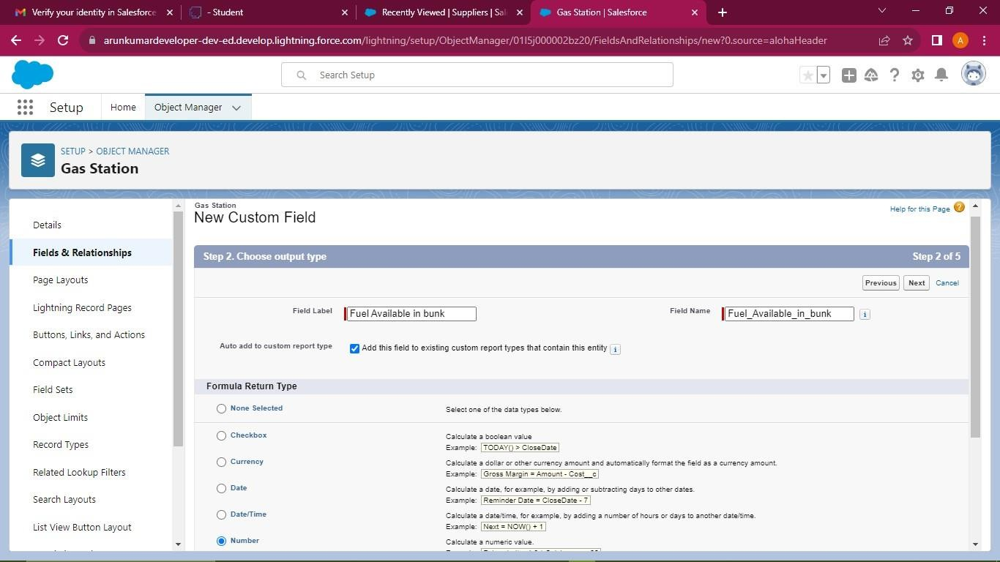 Verify your identity in Salesforce
- Student
Recently Viewed | Suppliers | Sal
Gas Station | Salesforce
arunkumardeveloper-dev-ed.develop.lightning.force.com/lightning/setup/ObjectManager/01I5j000002bz20/FieldsAndRelationships/new?0.source=alohaHeader
A
Search Setup
Setup
Home
Object Manager
SETUP > OBJECT MANAGER
Gas Station
Details
Fields & Relationships
Page Layouts
Lightning Record Pages
Buttons, Links, and Actions
Compact Layouts
Field Sets
Object Limits
Record Types
Related Lookup Filters
Search Layouts
List View Button Layout
Gas Station
New Custom Field
Help for this Page ?
Step 2. Choose output type
Step 2 of 5
Previous Next Cancel
Field Label Fuel Available in bunk
Field Name Fuel_Available_in_bunk i
Auto add to custom report type Add this field to existing custom report types that contain this entity i
Formula Return Type
None Selected Select one of the data types below.
Checkbox Calculate a boolean value
Example: TODAY() > CloseDate
Currency Calculate a dollar or other currency amount and automatically format the field as a currency amount.
Example: Gross Margin = Amount - Cost__c
Date Calculate a date, for example, by adding or subtracting days to other dates.
Example: Reminder Date = CloseDate - 7
Date/Time Calculate a date/time, for example, by adding a number of hours or days to another date/time.
Example: Next = NOW() + 1
Number Calculate a numeric value.